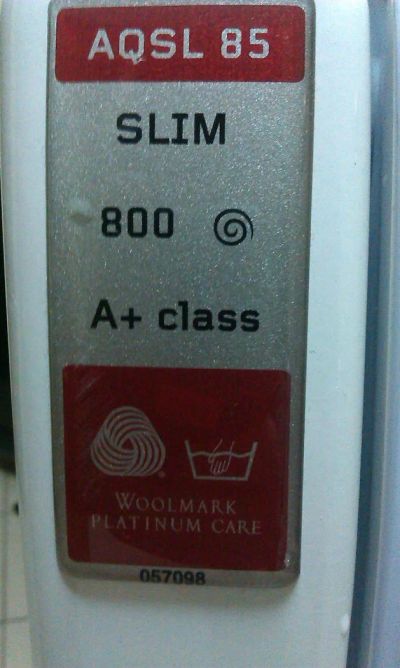 AQSL 85
SLIM
800
A+ class
WOOLMARK
PLATINUM CARE
057098